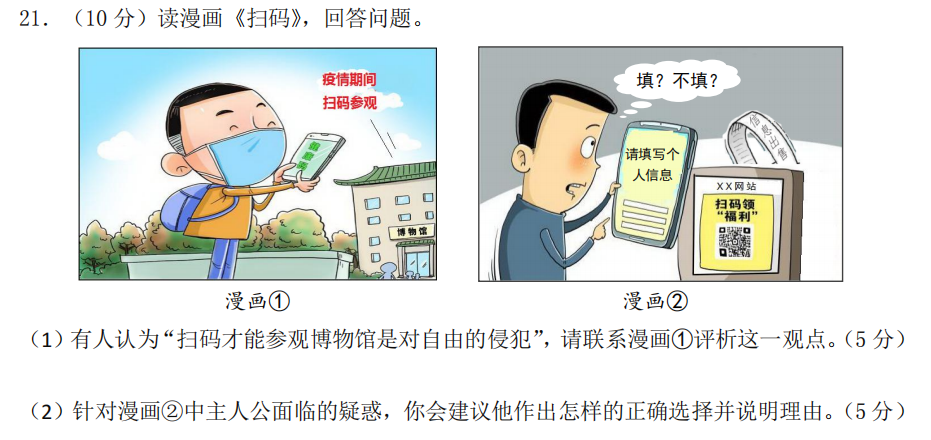 21. （10 分）读漫画《扫码》，回答问题。
疫情期间
扫码参观
博物馆
漫画①
填？不填？
请填写个
人信息
信息出售
XX网站
扫码领
“福利”
漫画②
（1）有人认为“扫码才能参观博物馆是对自由的侵犯”，请联系漫画①评析这一观点。（5 分）
（2）针对漫画②中主人公面临的疑惑，你会建议他作出怎样的正确选择并说明理由。（5 分）